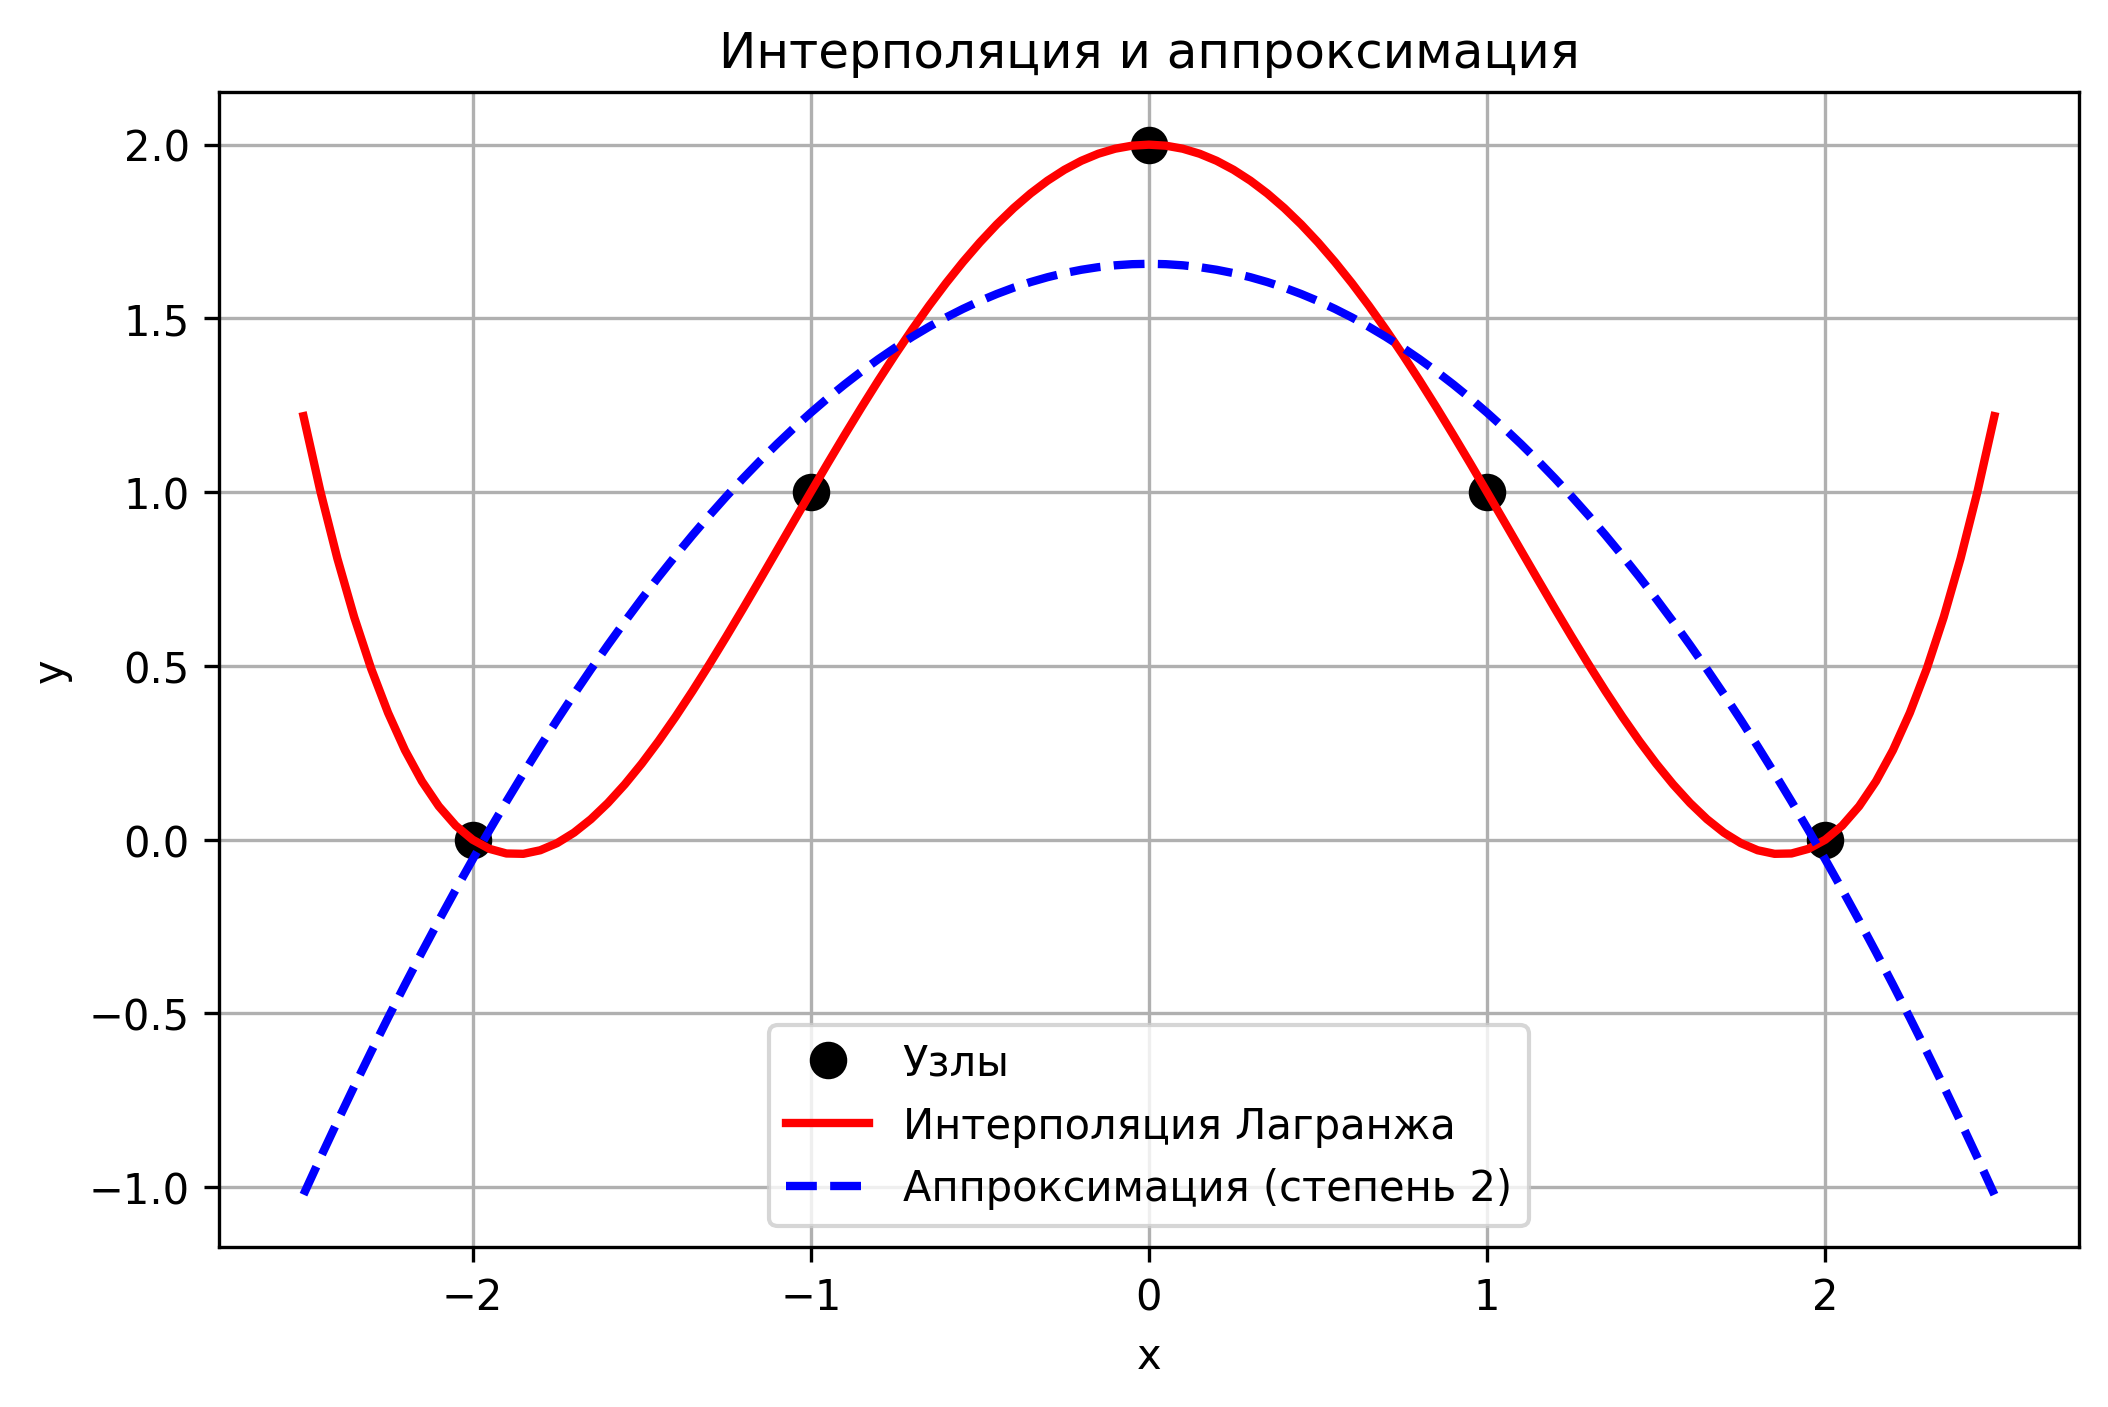 Интерполяция и аппроксимация
2.0
1.5
1.0
0.5
0.0
−0.5
−1.0
y
Узлы
Интерполяция Лагранжа
Аппроксимация (степень 2)
−2 −1 0 1 2
x